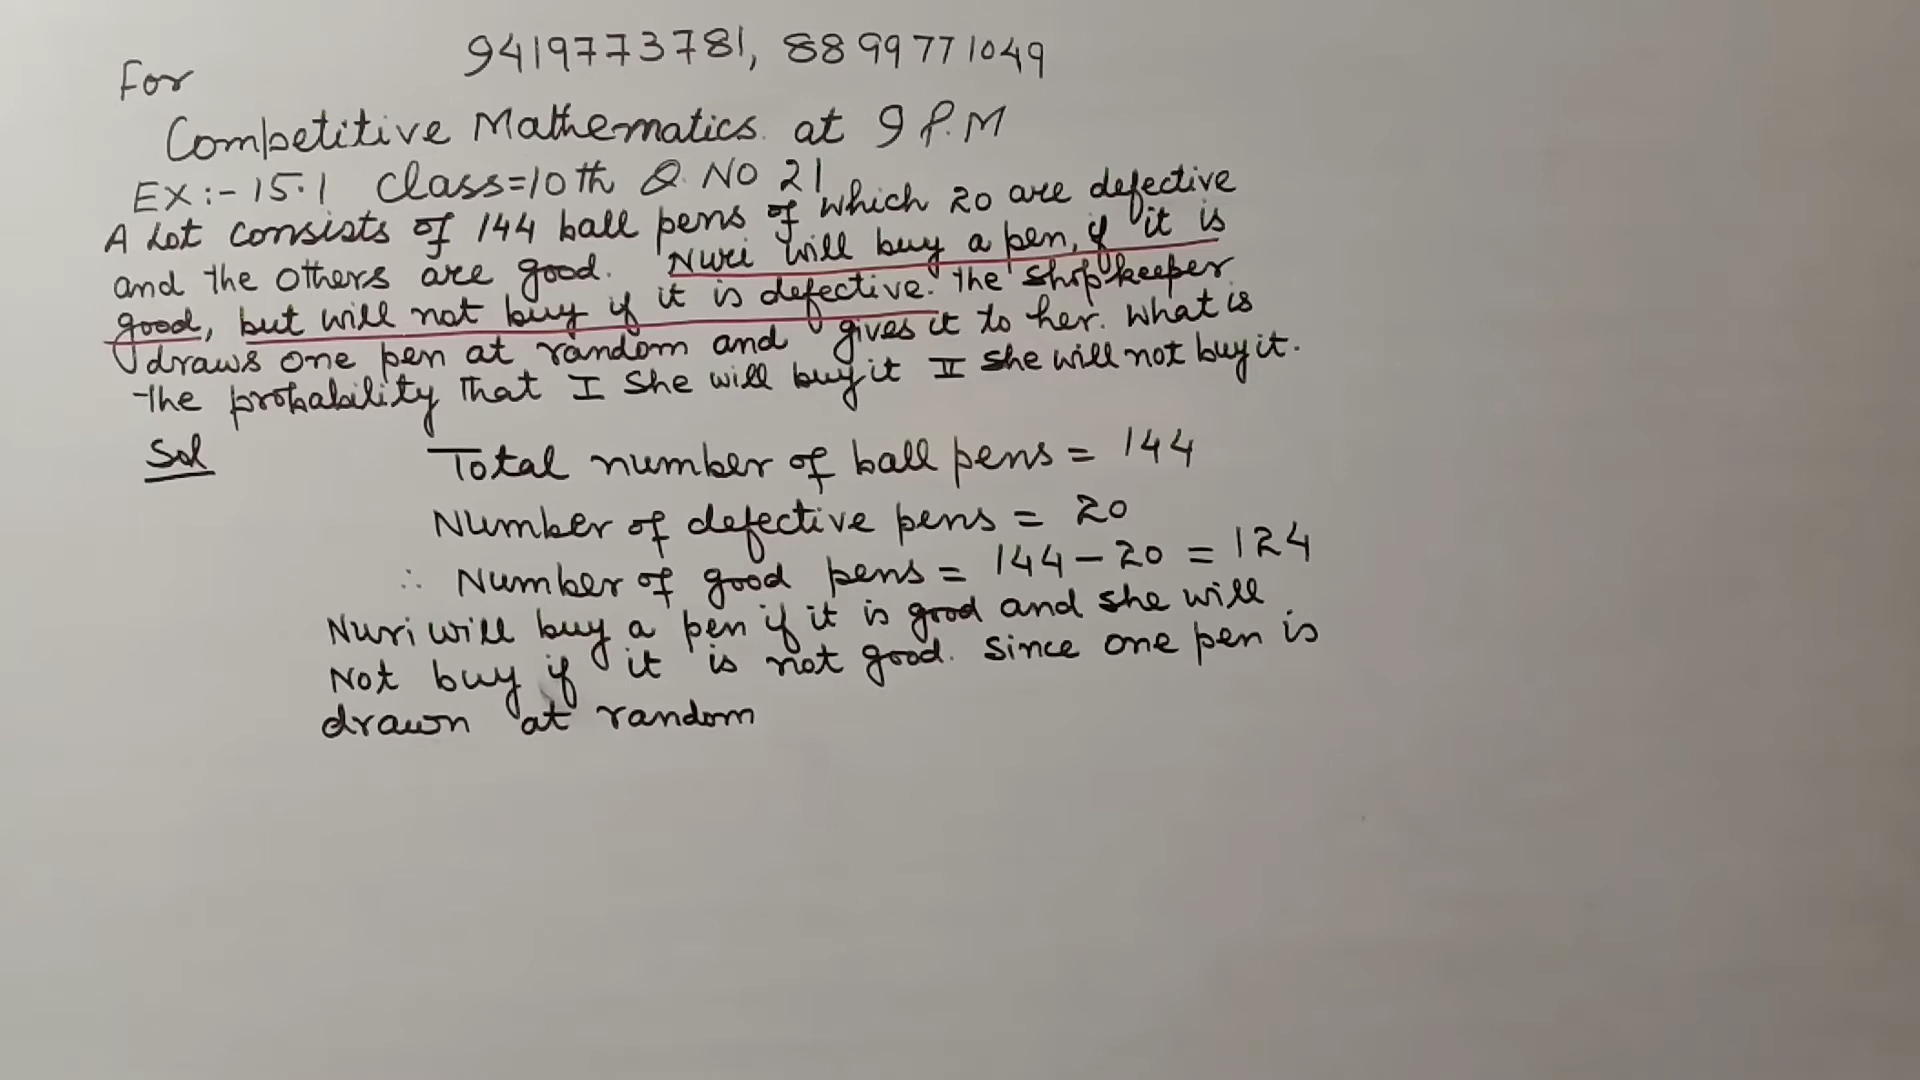 9419773781, 8899771049
For
Competitive Mathematics. at 9 P.M
EX:- 15.1 Class=10th Q. NO 21
A Lot consists of 144 ball pens of which 20 are defective
and the others are good. Nuri will buy a pen, if it is
good, but will not buy if it is defective. The shopkeeper
draws one pen at random and gives it to her. What is
the probability that I She will buy it II she will not buy it.
Sol
Total number of ball pens = 144
Number of defective pens = 20
∴ Number of good pens = 144-20 = 124
Nuri will buy a pen if it is good and she will
Not buy if it is not good. Since one pen is
drawn at random